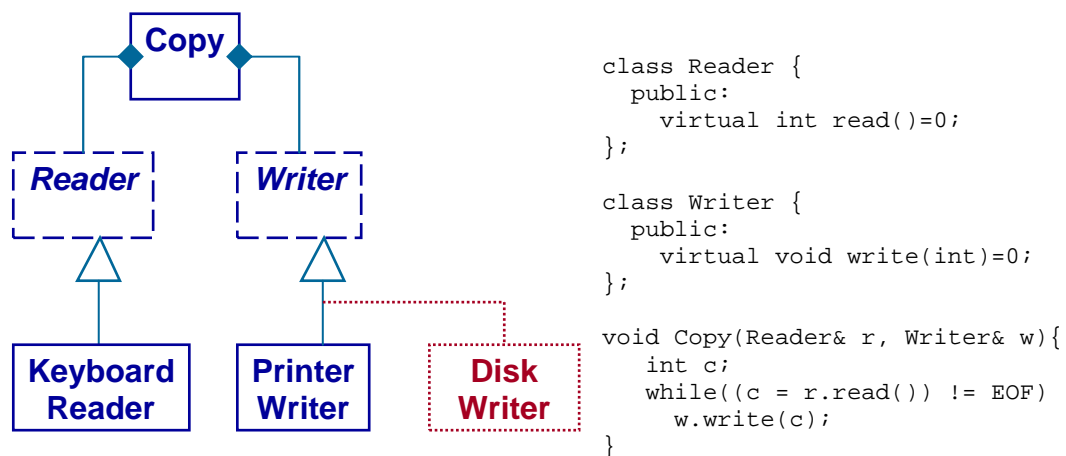 Copy
Reader
Writer
Keyboard
Reader
Printer
Writer
Disk
Writer
class Reader {
  public:
    virtual int read()=0;
};

class Writer {
  public:
    virtual void write(int)=0;
};

void Copy(Reader& r, Writer& w){
   int c;
   while((c = r.read()) != EOF)
     w.write(c);
}